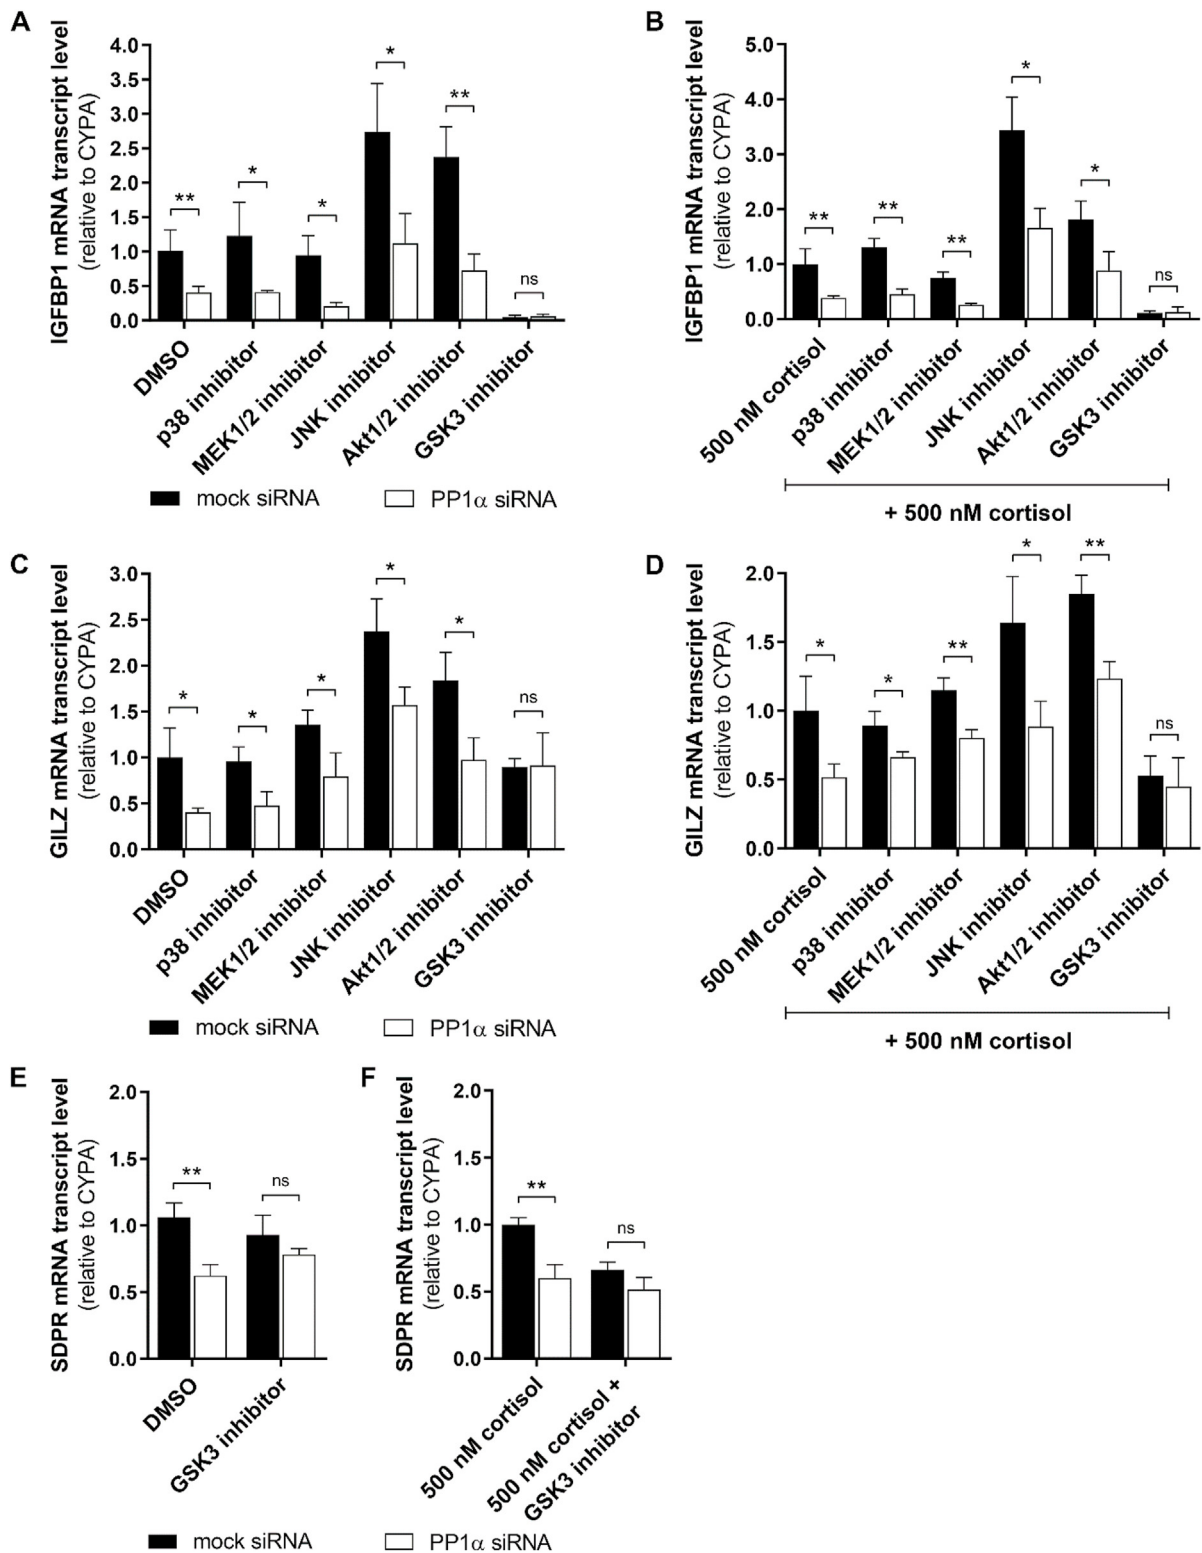 A
IGFBP1 mRNA transcript level
(relative to CYPA)
4.0
3.5
3.0
2.5
2.0
1.5
1.0
0.5
0.0
**
*
*
*
**
ns
DMSO
p38 inhibitor
MEK1/2 inhibitor
JNK inhibitor
Akt1/2 inhibitor
GSK3 inhibitor
mock siRNA
PP1α siRNA
B
IGFBP1 mRNA transcript level
(relative to CYPA)
5.0
4.0
3.0
2.0
1.0
0.0
**
**
**
*
*
ns
500 nM cortisol
p38 inhibitor
MEK1/2 inhibitor
JNK inhibitor
Akt1/2 inhibitor
GSK3 inhibitor
+ 500 nM cortisol
C
GILZ mRNA transcript level
(relative to CYPA)
3.0
2.5
2.0
1.5
1.0
0.5
0.0
*
*
*
*
*
ns
DMSO
p38 inhibitor
MEK1/2 inhibitor
JNK inhibitor
Akt1/2 inhibitor
GSK3 inhibitor
mock siRNA
PP1α siRNA
D
GILZ mRNA transcript level
(relative to CYPA)
2.0
1.5
1.0
0.5
0.0
*
*
**
*
**
ns
500 nM cortisol
p38 inhibitor
MEK1/2 inhibitor
JNK inhibitor
Akt1/2 inhibitor
GSK3 inhibitor
+ 500 nM cortisol
E
SDPR mRNA transcript level
(relative to CYPA)
2.0
1.5
1.0
0.5
0.0
**
ns
DMSO
GSK3 inhibitor
F
SDPR mRNA transcript level
(relative to CYPA)
2.0
1.5
1.0
0.5
0.0
**
ns
500 nM cortisol
500 nM cortisol +
GSK3 inhibitor
mock siRNA
PP1α siRNA